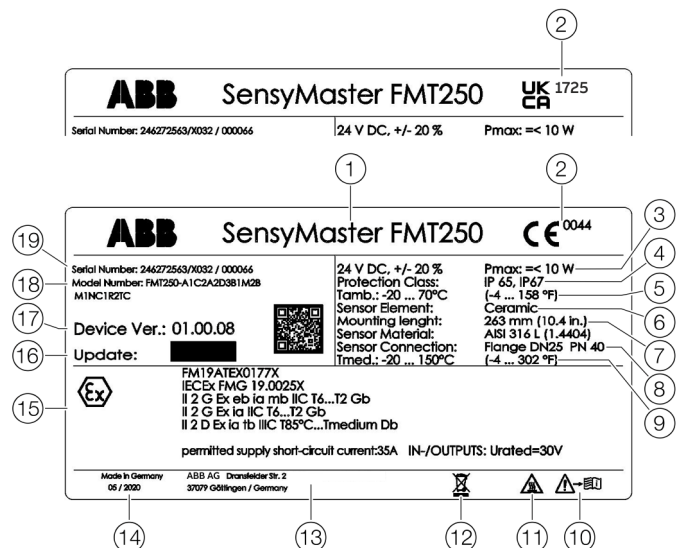 2
ABB SensyMaster FMT250 UK CA 1725
Serial Number: 246272563/X032 / 000066 24 V DC, +/- 20 % Pmax: =< 10 W
1 2
ABB SensyMaster FMT250 CE 0044
3
19 Serial Number: 246272563/X032 / 000066 24 V DC, +/- 20 % Pmax: =< 10 W
18 Model Number: FMT250-A1C2A2D3B1M2B Protection Class: IP 65, IP67 4
M1NC1R2TC Tamb.: -20 ... 70°C (-4 ... 158 °F) 5
Sensor Element: Ceramic 6
17 Device Ver.: 01.00.08 Mounting lenght: 263 mm (10.4 in.) 7
Sensor Material: AISI 316 L (1.4404)
16 Update: Sensor Connection: Flange DN25 PN 40 8
Tmed.: -20 ... 150°C (-4 ... 302 °F) 9
15 Ex FM19ATEX0177X
IECEx FMG 19.0025X
II 2 G Ex eb ia mb IIC T6...T2 Gb
II 2 G Ex ia IIC T6...T2 Gb
II 2 D Ex ia tb IIIC T85°C...Tmedium Db
permitted supply short-circuit current:35A IN-/OUTPUTS: Urated=30V
Made in Germany ABB AG Dransfelder Str. 2
05 / 2020 37079 Göttingen / Germany
14 13 12 11 10